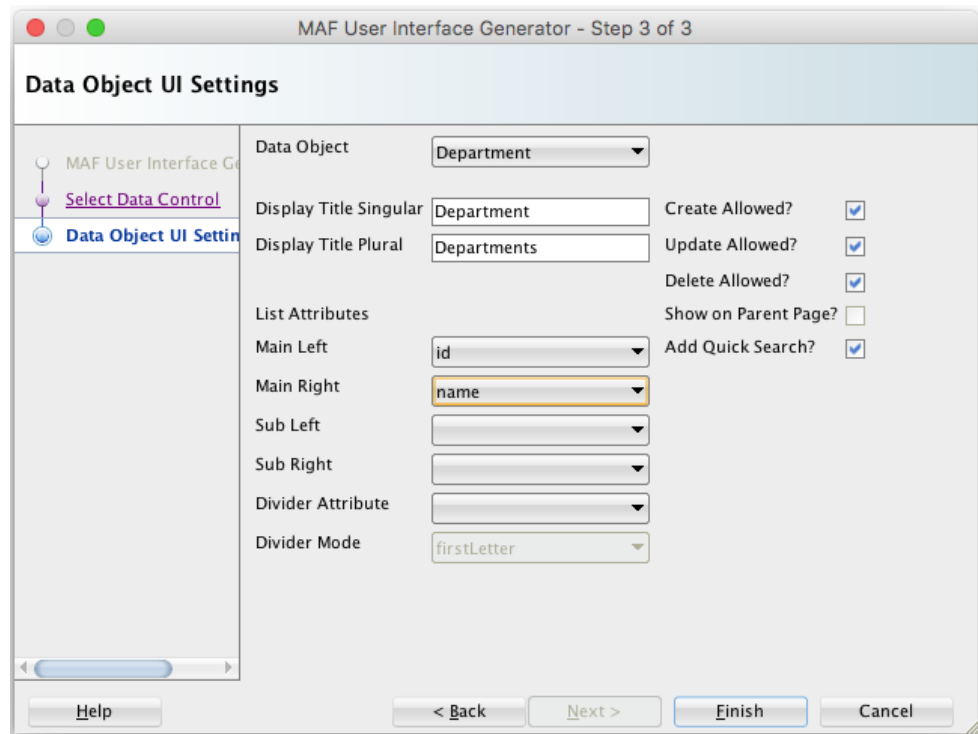 MAF User Interface Generator - Step 3 of 3
Data Object UI Settings
MAF User Interface Ge
Select Data Control
Data Object UI Settin
Data Object
Department
Display Title Singular
Department
Create Allowed?
Display Title Plural
Departments
Update Allowed?
Delete Allowed?
List Attributes
Show on Parent Page?
Main Left
id
Add Quick Search?
Main Right
name
Sub Left
Sub Right
Divider Attribute
Divider Mode
firstLetter
Help
< Back
Next >
Finish
Cancel